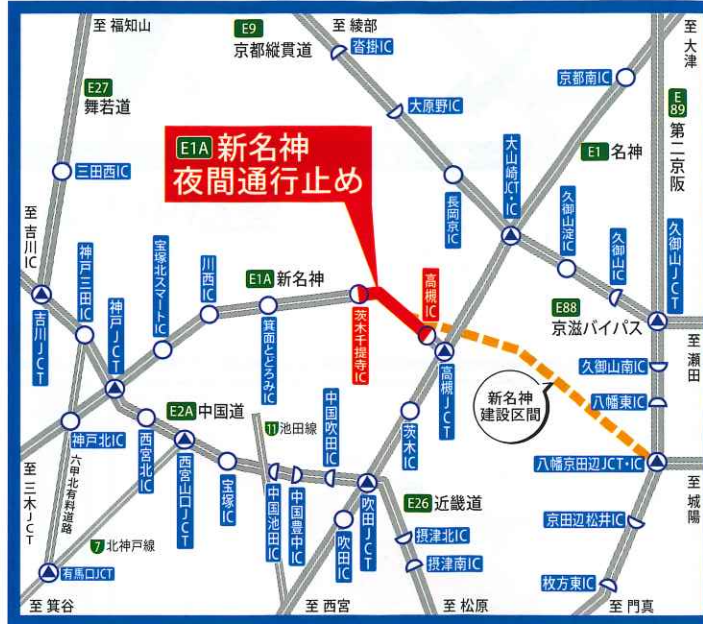 至 福知山
E9
京都縦貫道
至 綾部
沓掛IC
至 大津
京都南IC
E27
舞若道
大原野IC
E89
第二京阪
E1A 新名神
夜間通行止め
大山崎JCT・IC
E1 名神
三田西IC
長岡京IC
久御山淀IC
久御山IC
久御山JCT
至 吉川IC
神戸三田IC
宝塚北スマートIC
川西IC
E1A 新名神
高槻IC
E88
京滋バイパス
吉川JCT
神戸JCT
箕面とどろみIC
茨木千提寺IC
高槻JCT
至 瀬田
久御山南IC
新名神
建設区間
八幡東IC
E2A 中国道
11 池田線
中国吹田IC
茨木IC
神戸北IC
西宮北IC
八幡京田辺JCT・IC
至 三木JCT
六甲北有料道路
西宮山口JCT
宝塚IC
中国池田IC
中国豊中IC
吹田JCT
E26 近畿道
至 城陽
京田辺松井IC
吹田IC
摂津北IC
7 北神戸線
摂津南IC
有馬口JCT
枚方東IC
至 箕谷
至 西宮
至 松原
至 門真